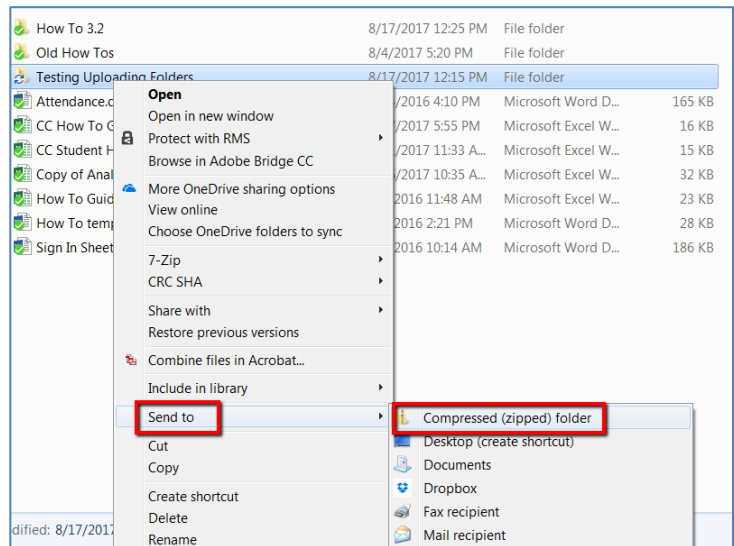 How To 3.2 8/17/2017 12:25 PM File folder
Old How Tos 8/4/2017 5:20 PM File folder
Testing Uploading Folders 8/17/2017 12:15 PM File folder
Attendance.c /2016 4:10 PM Microsoft Word D... 165 KB
CC How To G /2017 5:55 PM Microsoft Excel W... 16 KB
CC Student H /2017 11:33 A... Microsoft Excel W... 15 KB
Copy of Anal /2017 10:35 A... Microsoft Excel W... 32 KB
How To Guid 2016 11:48 AM Microsoft Excel W... 23 KB
How To temp 2016 2:21 PM Microsoft Word D... 28 KB
Sign In Sheet 2016 10:14 AM Microsoft Word D... 186 KB
Open
Open in new window
Protect with RMS
Browse in Adobe Bridge CC
More OneDrive sharing options
View online
Choose OneDrive folders to sync
7-Zip
CRC SHA
Share with
Restore previous versions
Combine files in Acrobat...
Include in library
Send to
Cut
Copy
Create shortcut
Delete
Rename
Compressed (zipped) folder
Desktop (create shortcut)
Documents
Dropbox
Fax recipient
Mail recipient
dified: 8/17/2017